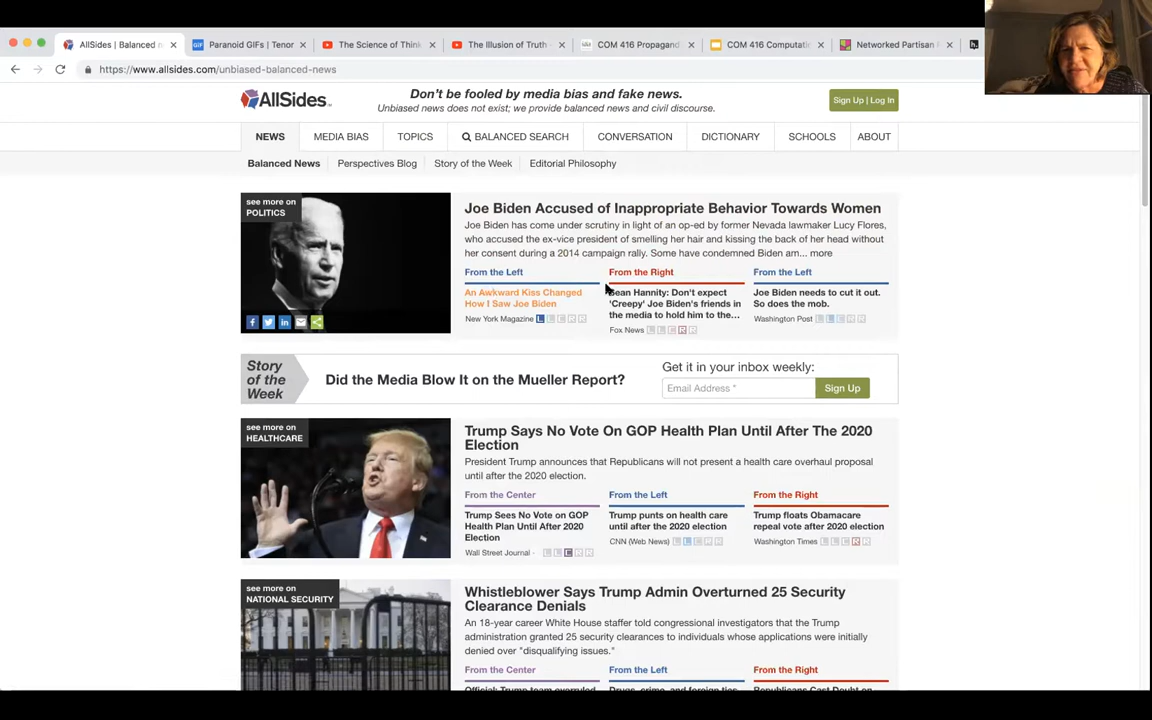 AllSides | Balanced n
Paranoid GIFs | Tenor
The Science of Think
The Illusion of Truth
COM 416 Propagand
COM 416 Computati
Networked Partisan
https://www.allsides.com/unbiased-balanced-news
AllSides
Don't be fooled by media bias and fake news.
Unbiased news does not exist; we provide balanced news and civil discourse.
Sign Up | Log In
NEWS
MEDIA BIAS
TOPICS
BALANCED SEARCH
CONVERSATION
DICTIONARY
SCHOOLS
ABOUT
Balanced News
Perspectives Blog
Story of the Week
Editorial Philosophy
see more on
POLITICS
Joe Biden Accused of Inappropriate Behavior Towards Women
Joe Biden has come under scrutiny in light of an op-ed by former Nevada lawmaker Lucy Flores,
who accused the ex-vice president of smelling her hair and kissing the back of her head without
her consent during a 2014 campaign rally. Some have condemned Biden am... more
From the Left
An Awkward Kiss Changed
How I Saw Joe Biden
New York Magazine
From the Right
Sean Hannity: Don't expect
'Creepy' Joe Biden's friends in
the media to hold him to the...
Fox News
From the Left
Joe Biden needs to cut it out.
So does the mob.
Washington Post
Story
of the
Week
Did the Media Blow It on the Mueller Report?
Get it in your inbox weekly:
Email Address *
Sign Up
see more on
HEALTHCARE
Trump Says No Vote On GOP Health Plan Until After The 2020
Election
President Trump announces that Republicans will not present a health care overhaul proposal
until after the 2020 election.
From the Center
Trump Sees No Vote on GOP
Health Plan Until After 2020
Election
Wall Street Journal -
From the Left
Trump punts on health care
until after the 2020 election
CNN (Web News)
From the Right
Trump floats Obamacare
repeal vote after 2020 election
Washington Times
see more on
NATIONAL SECURITY
Whistleblower Says Trump Admin Overturned 25 Security
Clearance Denials
An 18-year career White House staffer told congressional investigators that the Trump
administration granted 25 security clearances to individuals whose applications were initially
denied over "disqualifying issues."
From the Center
Official: Trump team overruled
From the Left
Drugs, crime, and foreign ties
From the Right
Republicans Cast Doubt on